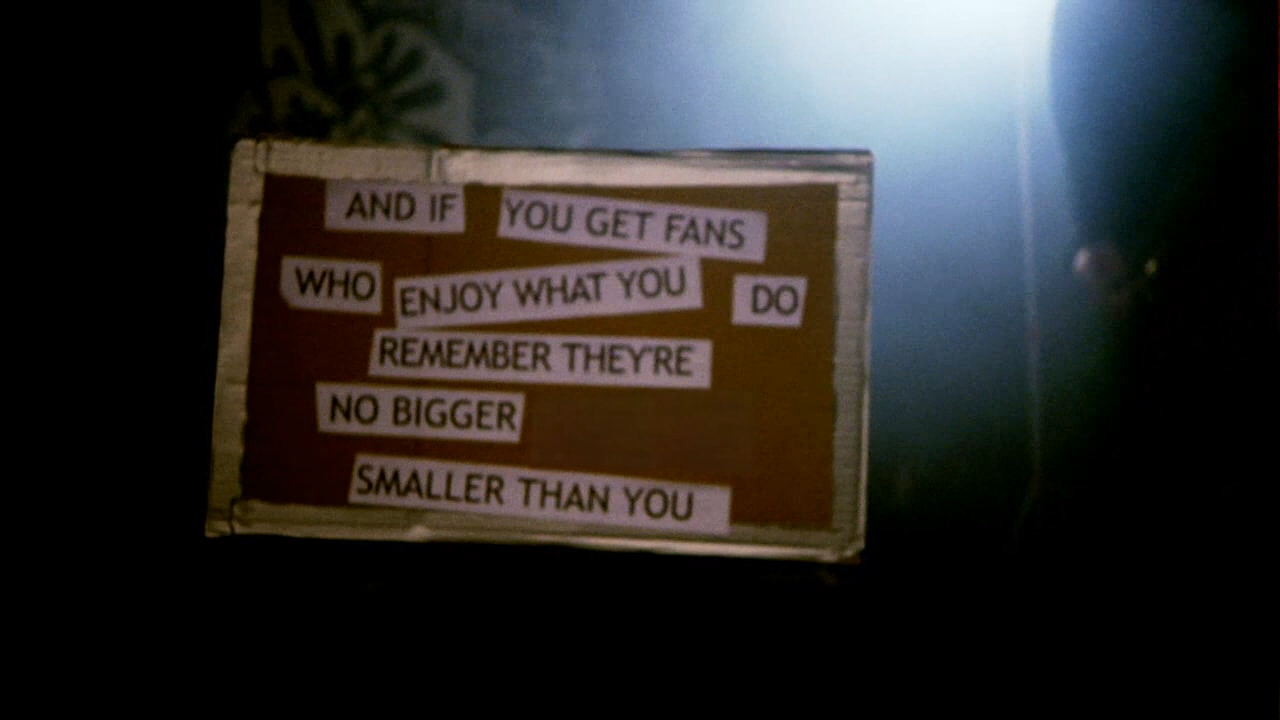 AND IF YOU GET FANS
WHO ENJOY WHAT YOU DO
REMEMBER THEY'RE
NO BIGGER
SMALLER THAN YOU